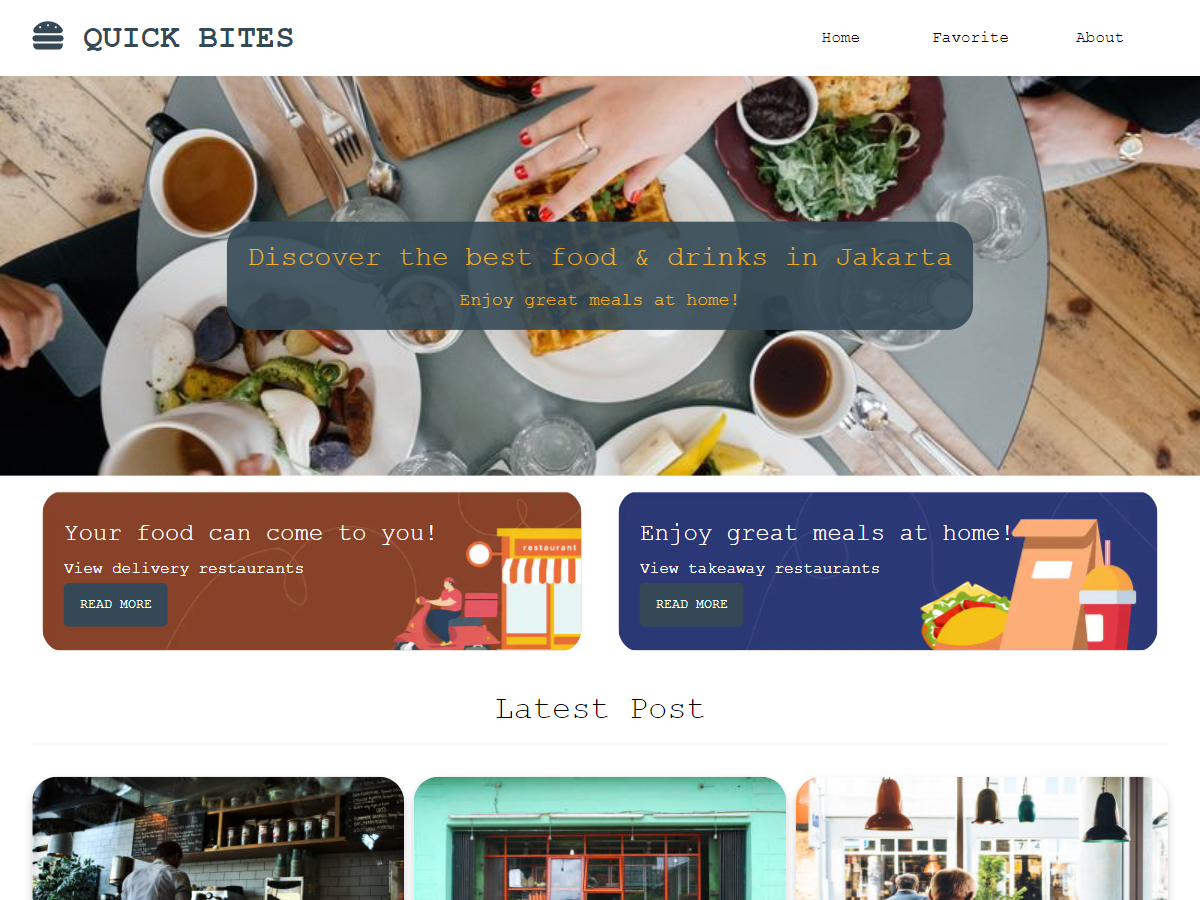 QUICK BITES
Home
Favorite
About
Discover the best food & drinks in Jakarta
Enjoy great meals at home!
Your food can come to you!
View delivery restaurants
READ MORE
restaurant
Enjoy great meals at home!
View takeaway restaurants
READ MORE
Latest Post